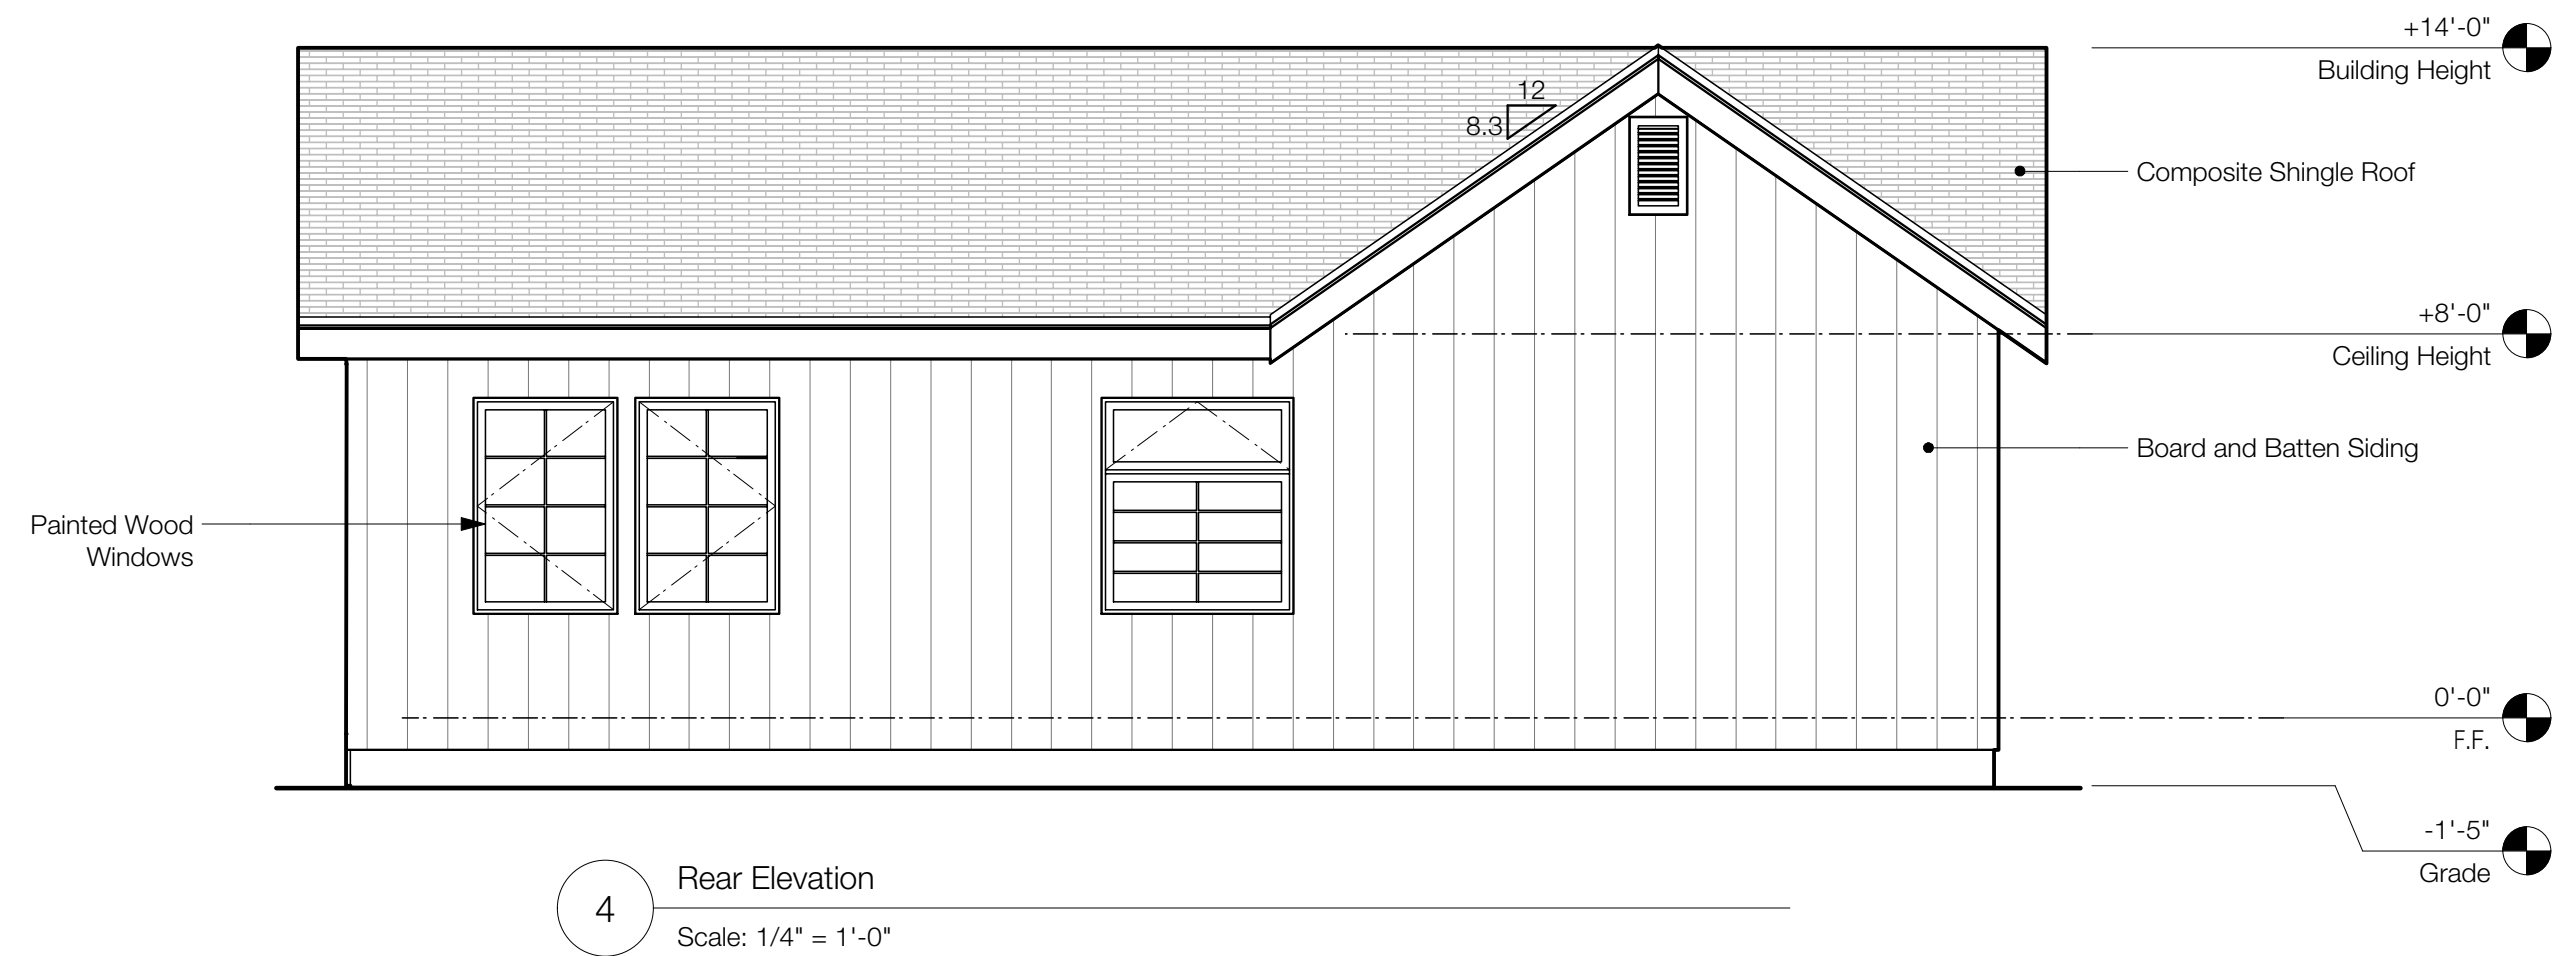 +14'-0"
Building Height
12
8.3
Composite Shingle Roof
+8'-0"
Ceiling Height
Board and Batten Siding
Painted Wood
Windows
0'-0"
F.F.
-1'-5"
Grade
4
Rear Elevation
Scale: 1/4" = 1'-0"